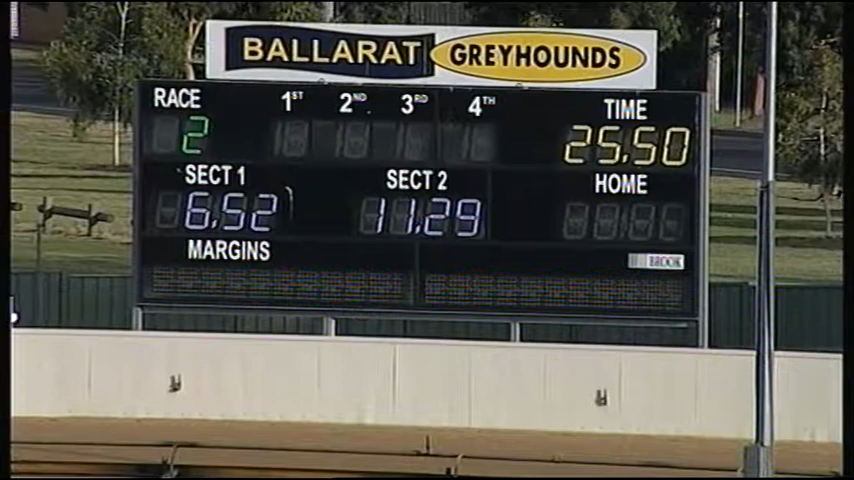 BALLARAT GREYHOUNDS
RACE 1ST 2ND 3RD 4TH TIME
2 25.50
SECT 1 SECT 2 HOME
6.52 11.29
MARGINS BROOK